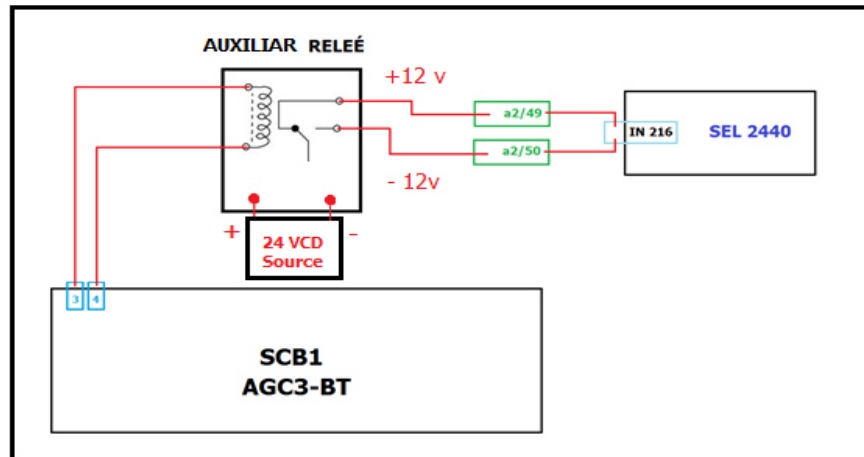 AUXILIAR RELEÉ
+12 v
a2/49
IN 216
SEL 2440
a2/50
- 12v
+
-
24 VCD
Source
3
4
SCB1
AGC3-BT